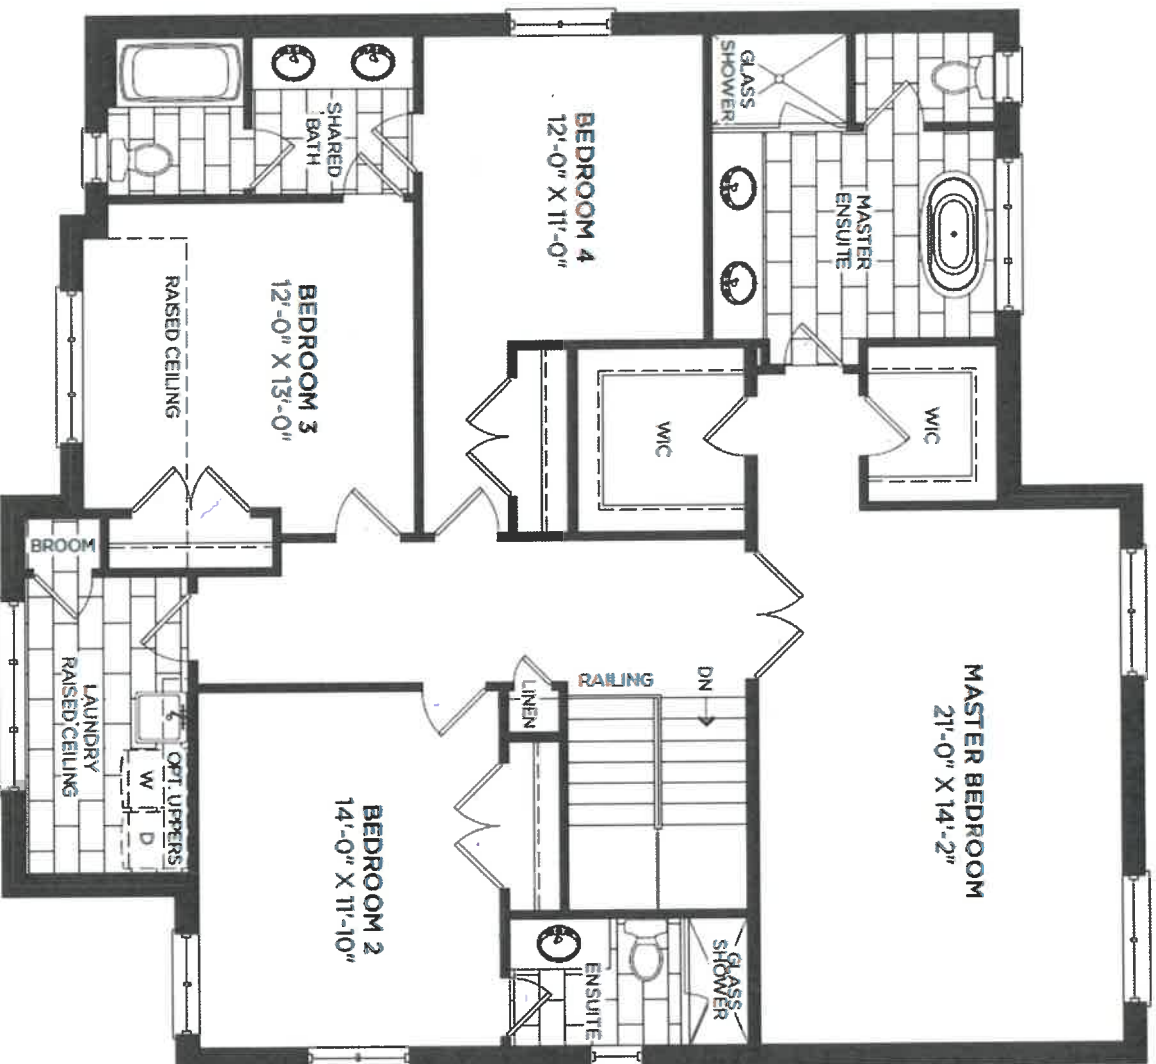 GLASS
SHOWER
SHARED
BATH
BEDROOM 4
12'-0" X 11'-0"
MASTER
ENSUITE
RAISED CEILING
BEDROOM 3
12'-0" X 13'-0"
WIC
WIC
BROOM
LAUNDRY
RAISED CEILING
OPT. UPPERS
W
D
LINEN
RAILING
DN
MASTER BEDROOM
21'-0" X 14'-2"
BEDROOM 2
14'-0" X 11'-10"
ENSUITE
GLASS
SHOWER